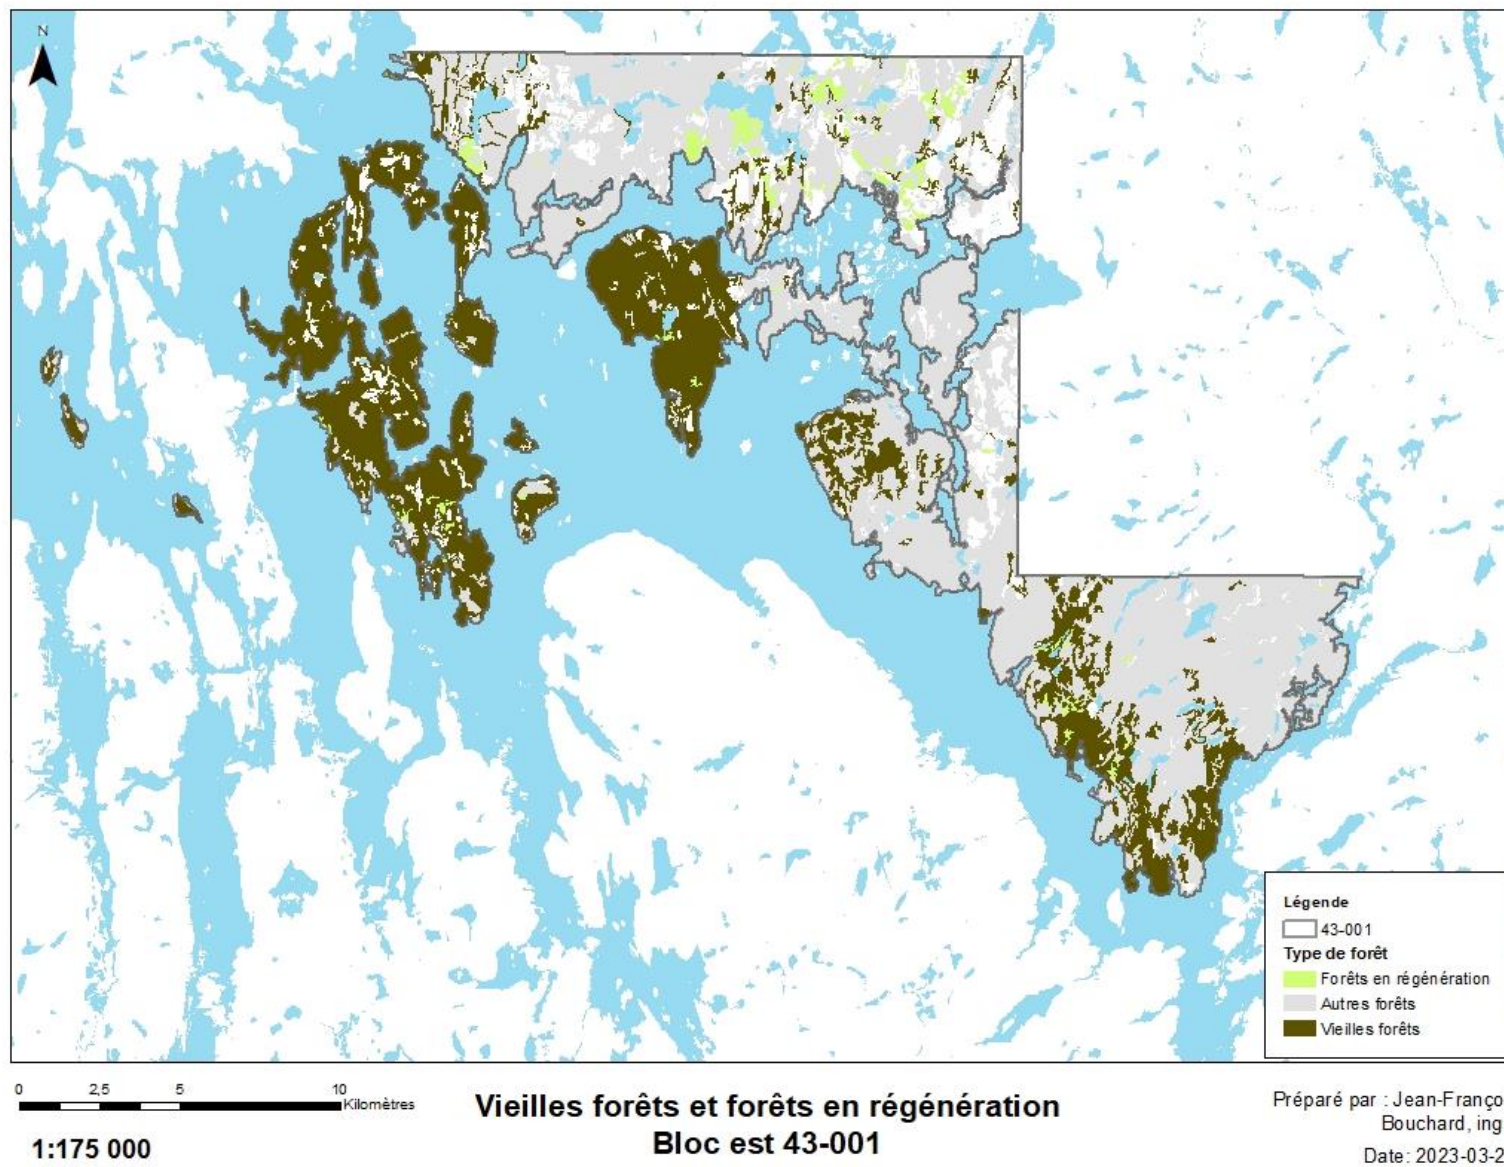 N
Légende
43-001
Type de forêt
Forêts en régénération
Autres forêts
Vieilles forêts
0 2,5 5 10
Kilomètres
1:175 000
Vieilles forêts et forêts en régénération
Bloc est 43-001
Préparé par : Jean-Franço
Bouchard, ing
Date: 2023-03-2